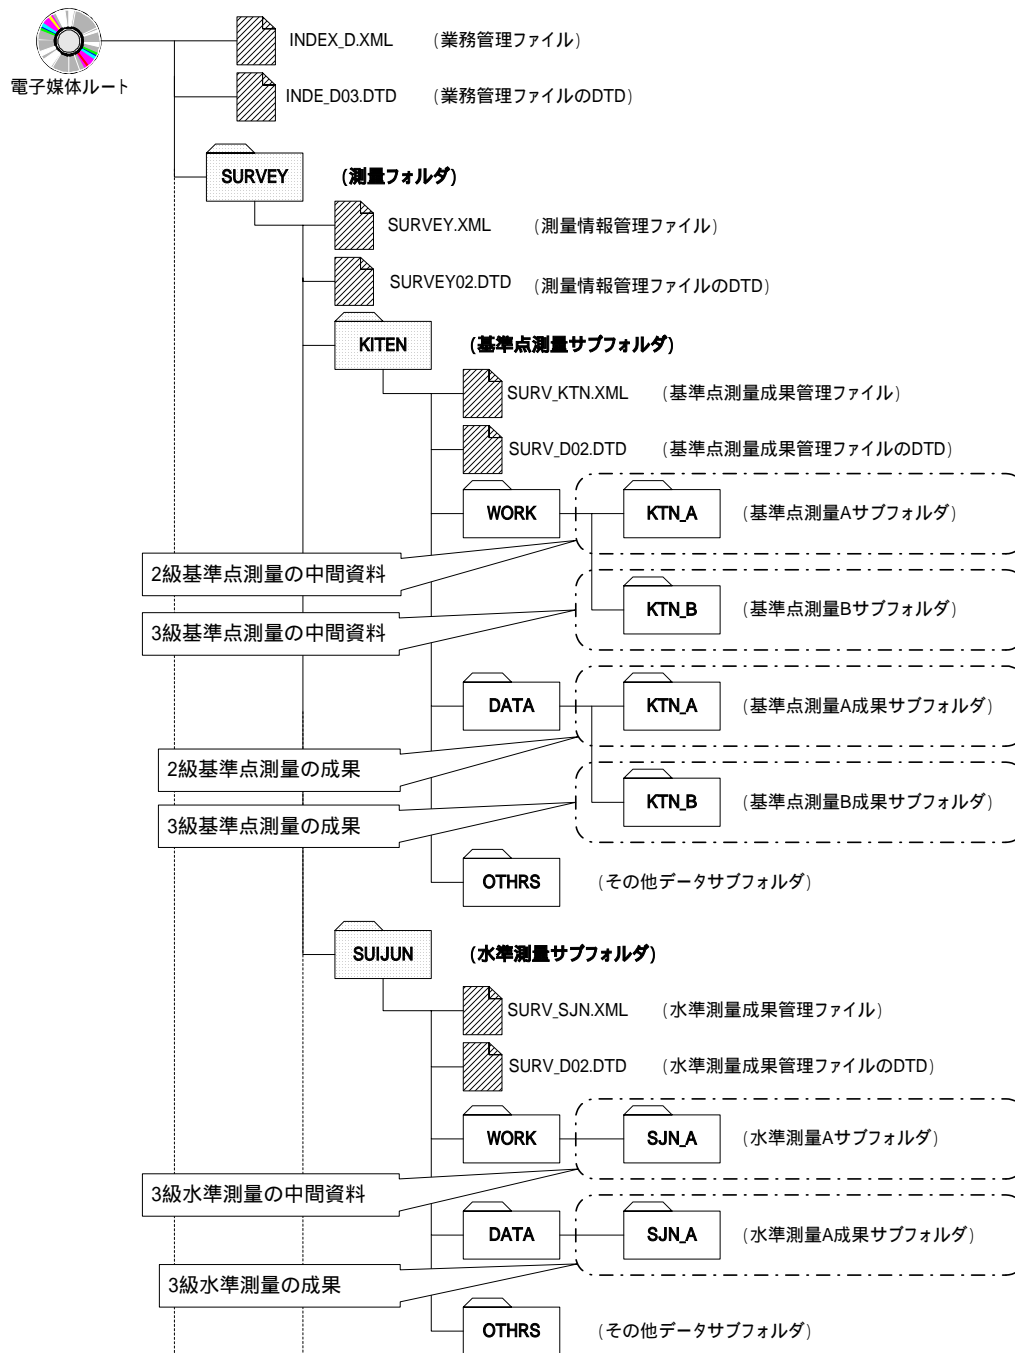 INDEX_D.XML (業務管理ファイル)
電子媒体ルート
INDE_D03.DTD (業務管理ファイルのDTD)
SURVEY (測量フォルダ)
SURVEY.XML (測量情報管理ファイル)
SURVEY02.DTD (測量情報管理ファイルのDTD)
KITEN (基準点測量サブフォルダ)
SURV_KTN.XML (基準点測量成果管理ファイル)
SURV_D02.DTD (基準点測量成果管理ファイルのDTD)
WORK KTN_A (基準点測量Aサブフォルダ)
2級基準点測量の中間資料
KTN_B (基準点測量Bサブフォルダ)
3級基準点測量の中間資料
DATA KTN_A (基準点測量A成果サブフォルダ)
2級基準点測量の成果
KTN_B (基準点測量B成果サブフォルダ)
3級基準点測量の成果
OTHRS (その他データサブフォルダ)
SUIJUN (水準測量サブフォルダ)
SURV_SJN.XML (水準測量成果管理ファイル)
SURV_D02.DTD (水準測量成果管理ファイルのDTD)
WORK SJN_A (水準測量Aサブフォルダ)
3級水準測量の中間資料
DATA SJN_A (水準測量A成果サブフォルダ)
3級水準測量の成果
OTHRS (その他データサブフォルダ)